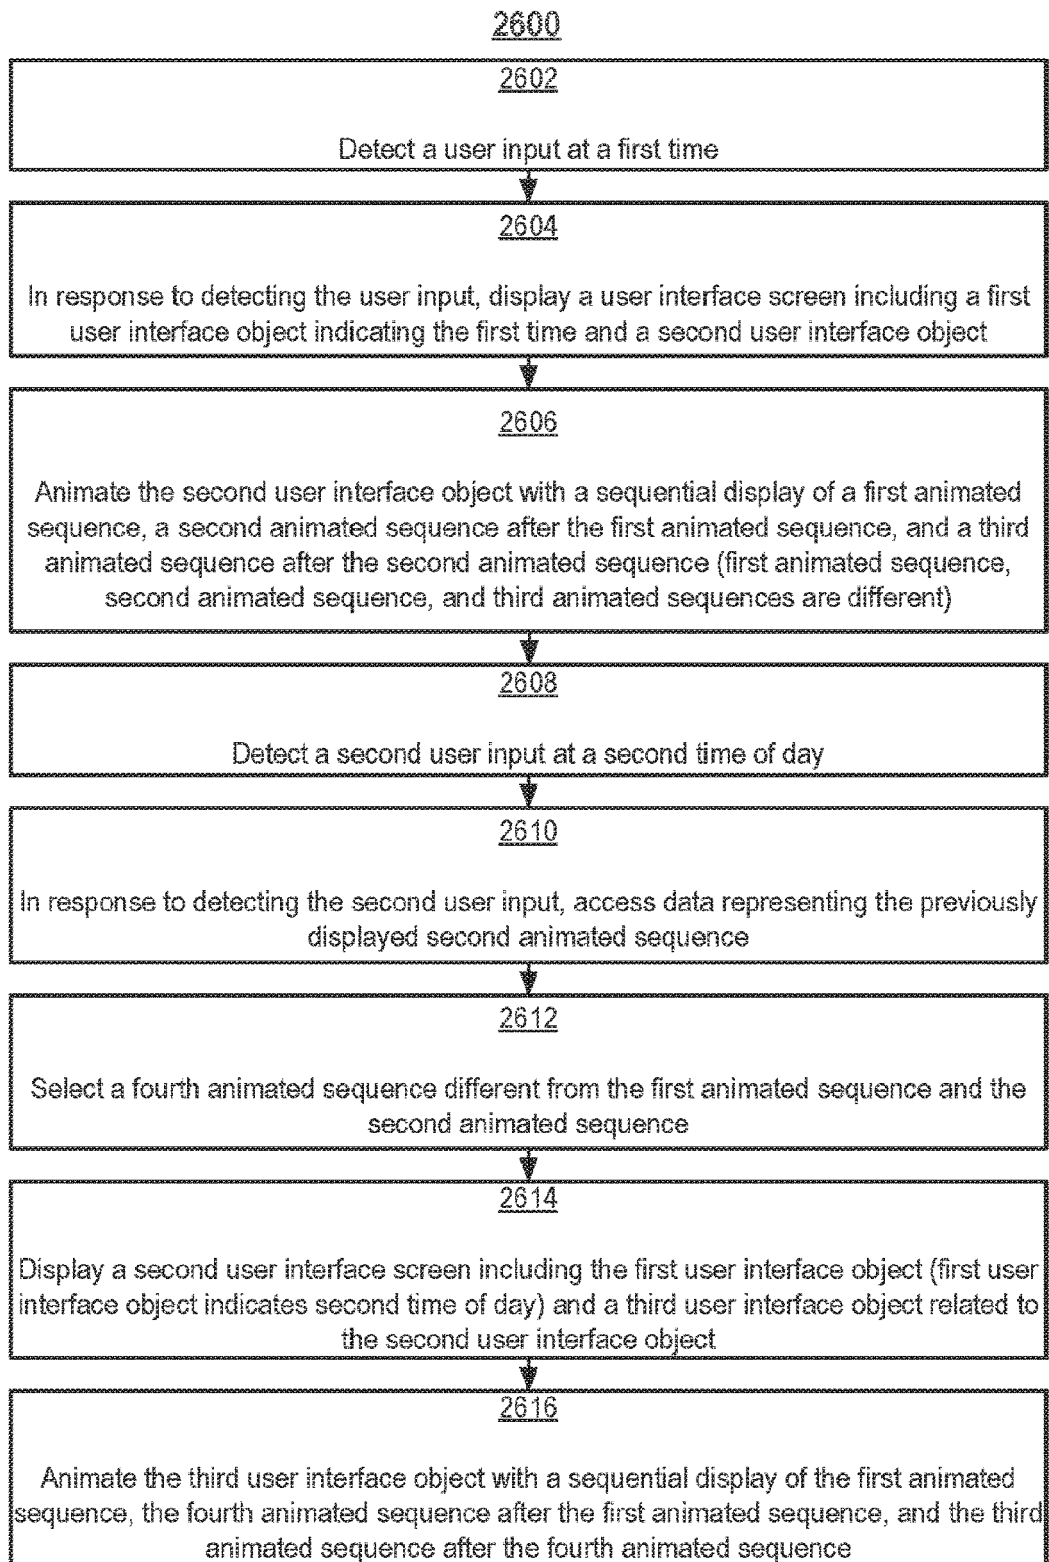 2600
2602
Detect a user input at a first time
2604
In response to detecting the user input, display a user interface screen including a first
user interface object indicating the first time and a second user interface object
2606
Animate the second user interface object with a sequential display of a first animated
sequence, a second animated sequence after the first animated sequence, and a third
animated sequence after the second animated sequence (first animated sequence,
second animated sequence, and third animated sequences are different)
2608
Detect a second user input at a second time of day
2610
In response to detecting the second user input, access data representing the previously
displayed second animated sequence
2612
Select a fourth animated sequence different from the first animated sequence and the
second animated sequence
2614
Display a second user interface screen including the first user interface object (first user
interface object indicates second time of day) and a third user interface object related to
the second user interface object
2616
Animate the third user interface object with a sequential display of the first animated
sequence, the fourth animated sequence after the first animated sequence, and the third
animated sequence after the fourth animated sequence